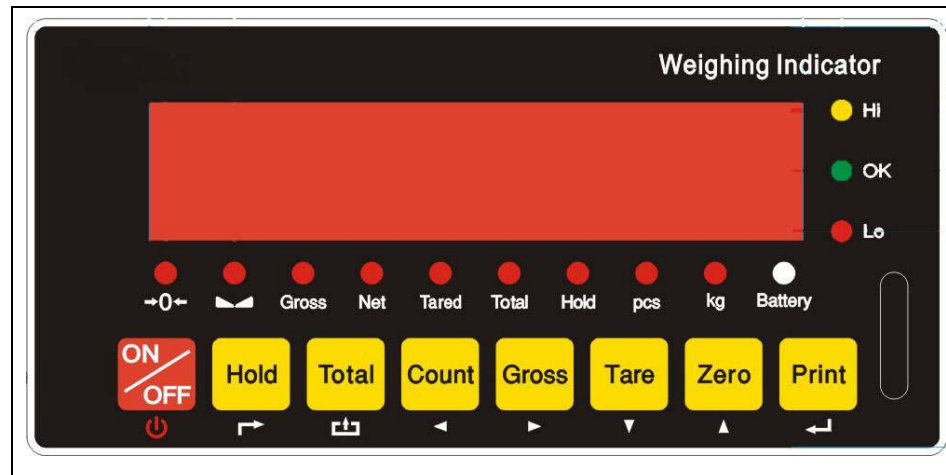 Weighing Indicator
Hi
OK
Lo
→0← Gross Net Tared Total Hold pcs kg Battery
ON/OFF Hold Total Count Gross Tare Zero Print